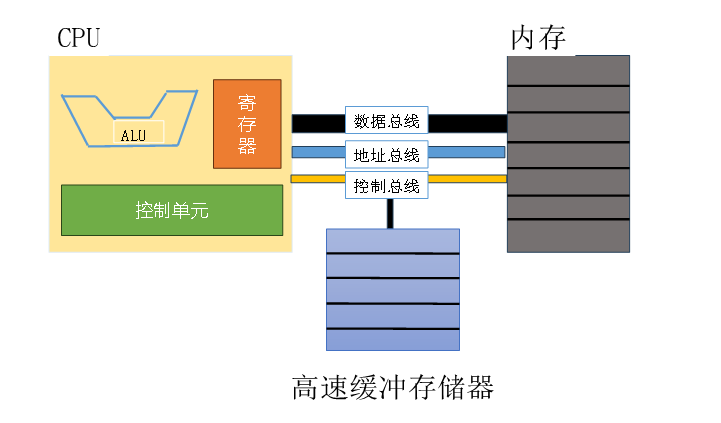 CPU
内存
寄存器
ALU
数据总线
地址总线
控制总线
控制单元
高速缓冲存储器